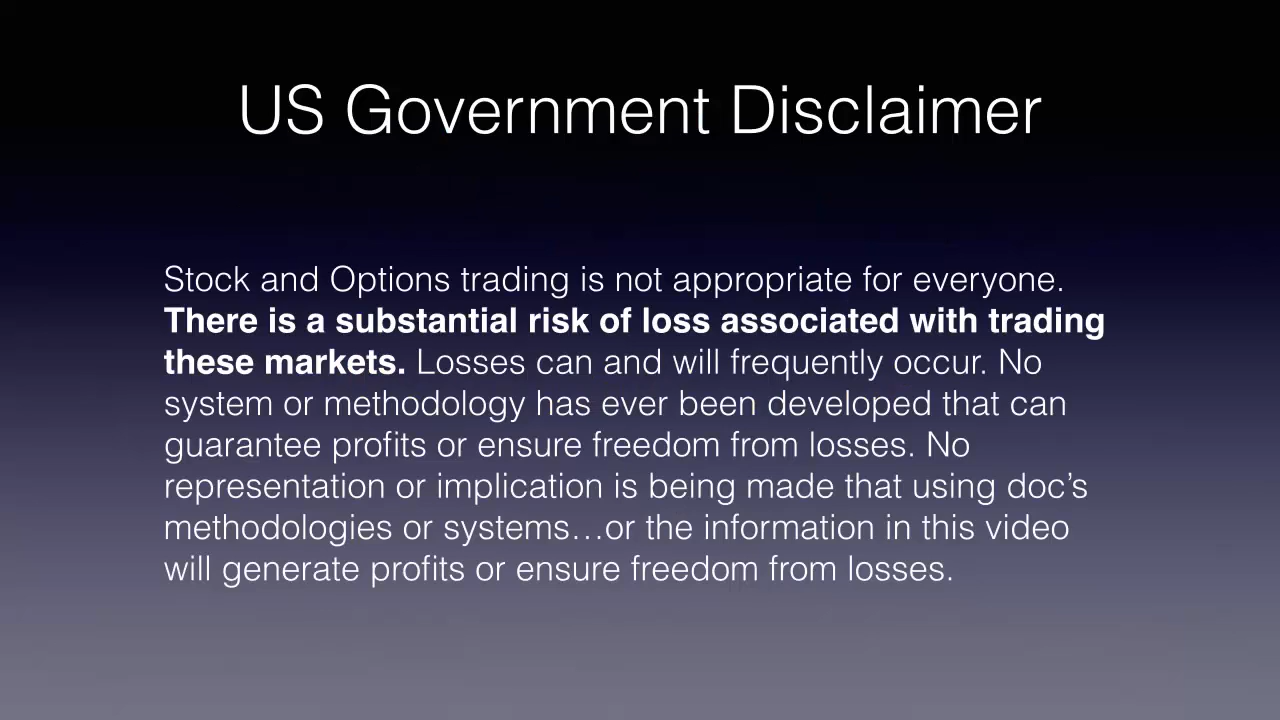 US Government Disclaimer
Stock and Options trading is not appropriate for everyone.
There is a substantial risk of loss associated with trading
these markets. Losses can and will frequently occur. No
system or methodology has ever been developed that can
guarantee profits or ensure freedom from losses. No
representation or implication is being made that using doc’s
methodologies or systems…or the information in this video
will generate profits or ensure freedom from losses.